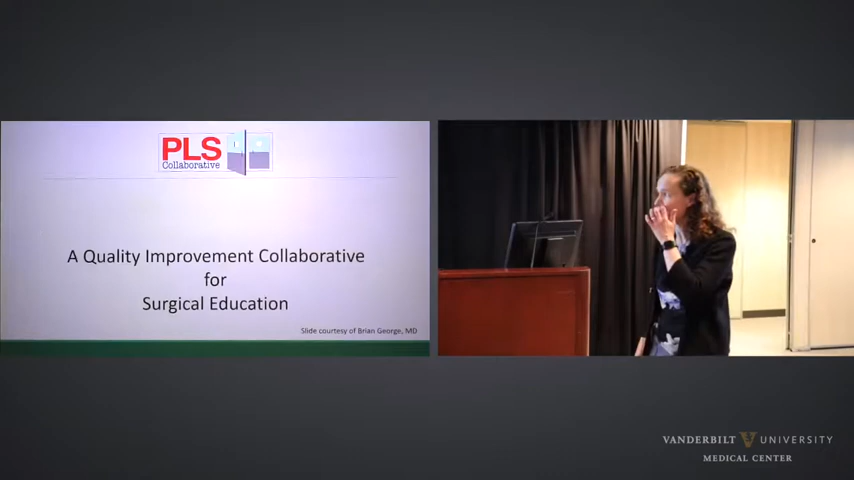 PLS
Collaborative
A Quality Improvement Collaborative
for
Surgical Education
Slide courtesy of Brian George, MD
VANDERBILT UNIVERSITY
MEDICAL CENTER